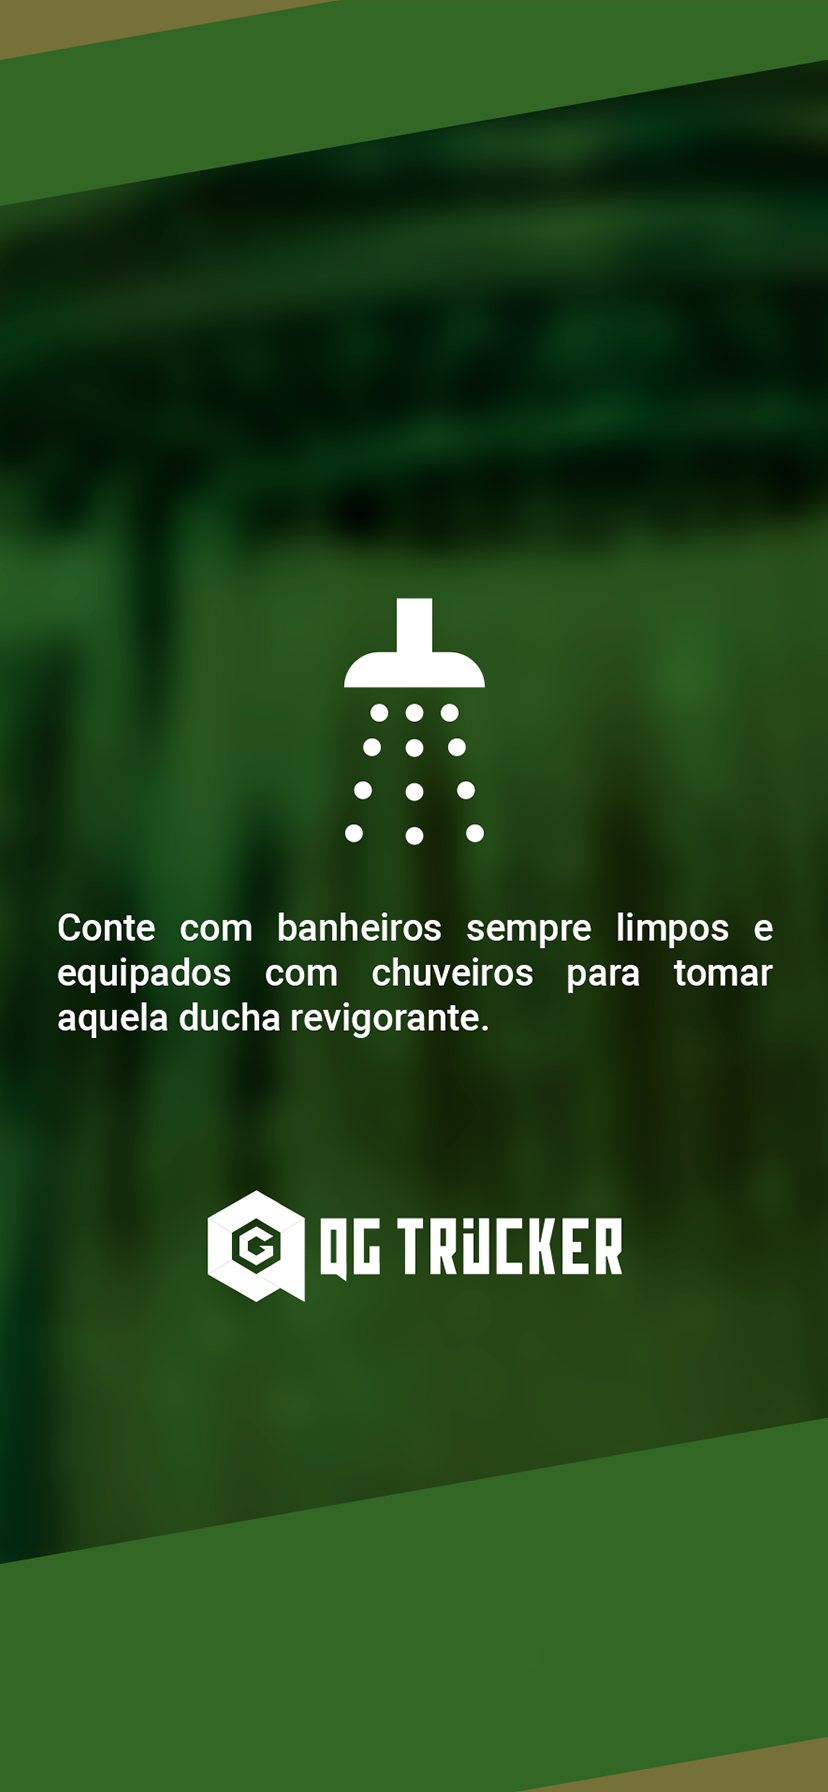 Conte com banheiros sempre limpos e
equipados com chuveiros para tomar
aquela ducha revigorante.
G QG TRUCKER